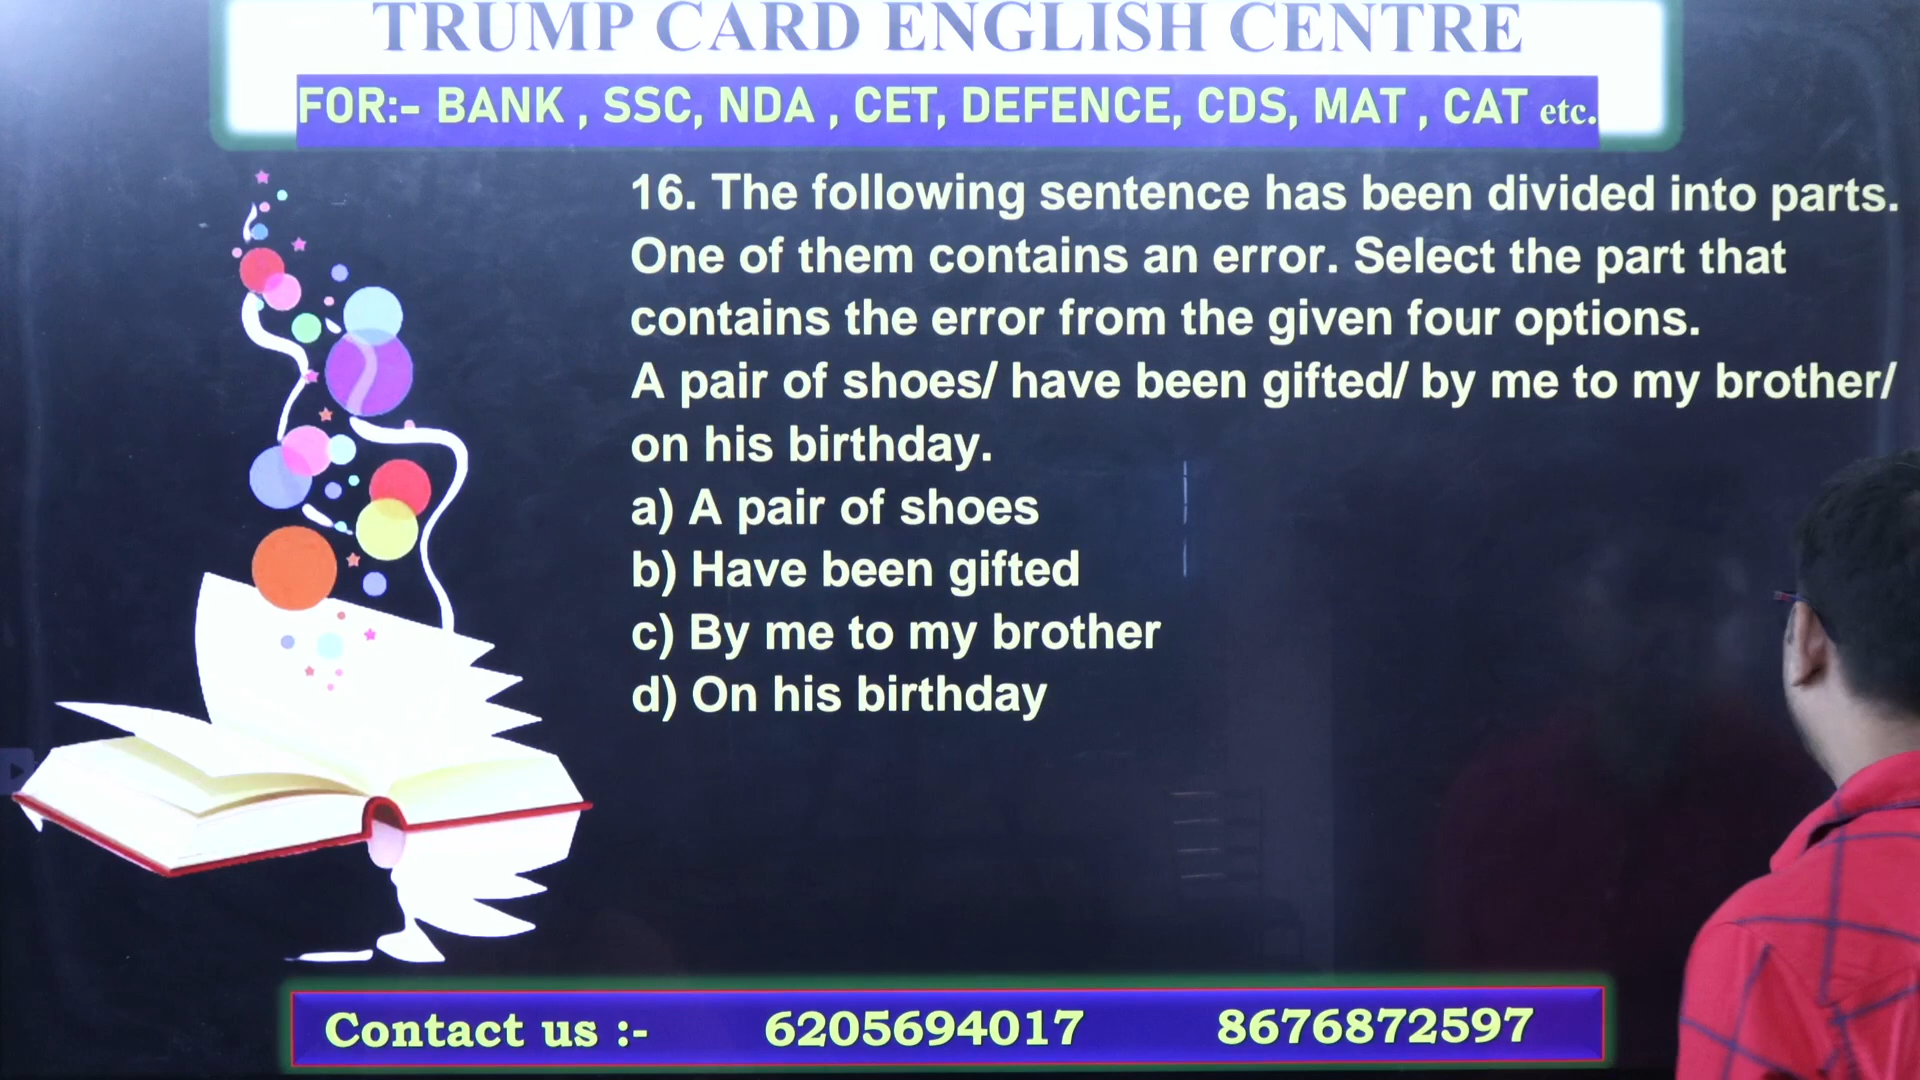 TRUMP CARD ENGLISH CENTRE
FOR:- BANK , SSC, NDA , CET, DEFENCE, CDS, MAT , CAT etc.
16. The following sentence has been divided into parts.
One of them contains an error. Select the part that
contains the error from the given four options.
A pair of shoes/ have been gifted/ by me to my brother/
on his birthday.
a) A pair of shoes
b) Have been gifted
c) By me to my brother
d) On his birthday
Contact us :- 6205694017 8676872597